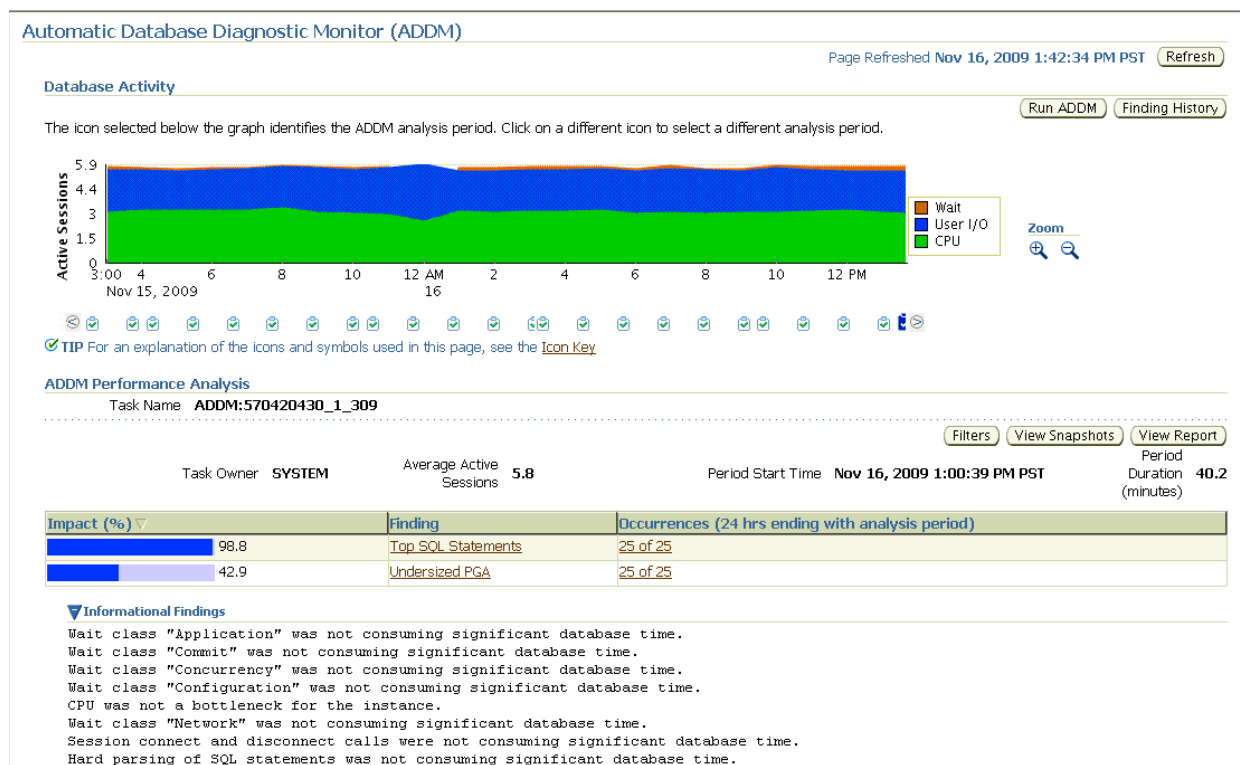 Automatic Database Diagnostic Monitor (ADDM)
Page Refreshed Nov 16, 2009 1:42:34 PM PST Refresh
Database Activity
Run ADDM Finding History
The icon selected below the graph identifies the ADDM analysis period. Click on a different icon to select a different analysis period.
Active Sessions
5.9
4.4
3
1.5
0
3:00 4 6 8 10 12 AM 2 4 6 8 10 12 PM
Nov 15, 2009 16
Wait
User I/O
CPU
Zoom
TIP For an explanation of the icons and symbols used in this page, see the Icon Key
ADDM Performance Analysis
Task Name ADDM:570420430_1_309
Filters View Snapshots View Report
Task Owner SYSTEM Average Active Sessions 5.8 Period Start Time Nov 16, 2009 1:00:39 PM PST Period Duration (minutes) 40.2
Impact (%) Finding Occurrences (24 hrs ending with analysis period)
98.8 Top SQL Statements 25 of 25
42.9 Undersized PGA 25 of 25
Informational Findings
Wait class "Application" was not consuming significant database time.
Wait class "Commit" was not consuming significant database time.
Wait class "Concurrency" was not consuming significant database time.
Wait class "Configuration" was not consuming significant database time.
CPU was not a bottleneck for the instance.
Wait class "Network" was not consuming significant database time.
Session connect and disconnect calls were not consuming significant database time.
Hard parsing of SQL statements was not consuming significant database time.